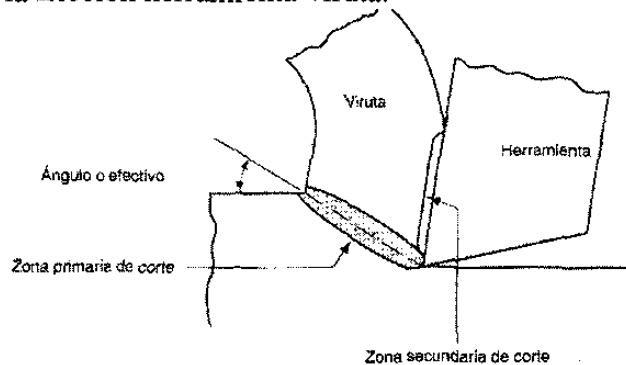 Viruta
Herramienta
Ángulo o efectivo
Zona primaria de corte
Zona secundaria de corte